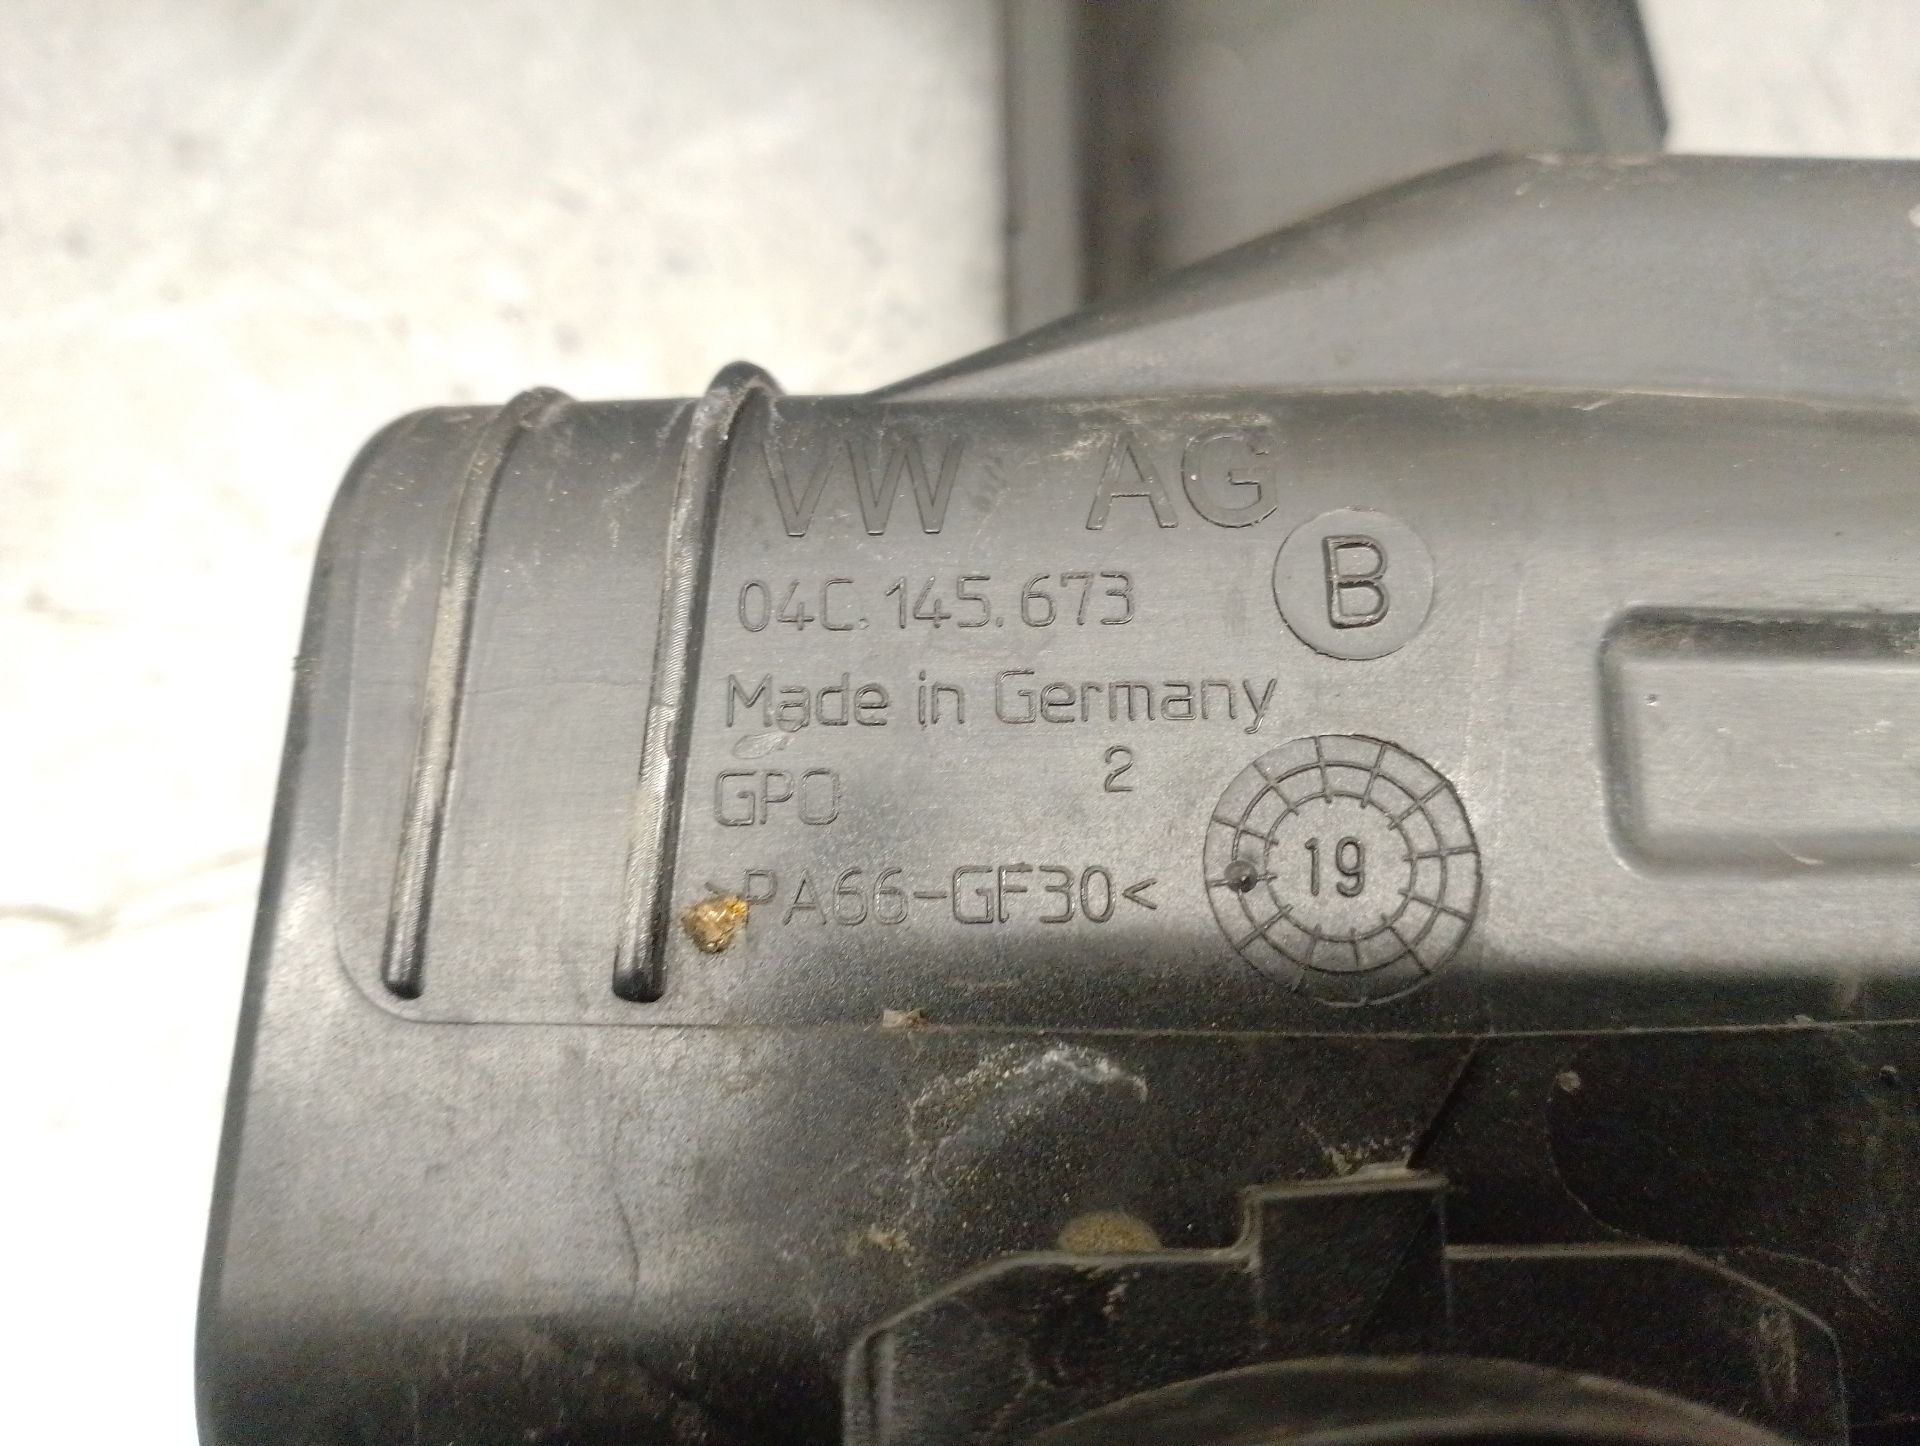 VW AG
B
04C.145.673
Made in Germany
GPO 2
>PA66-GF30<
19